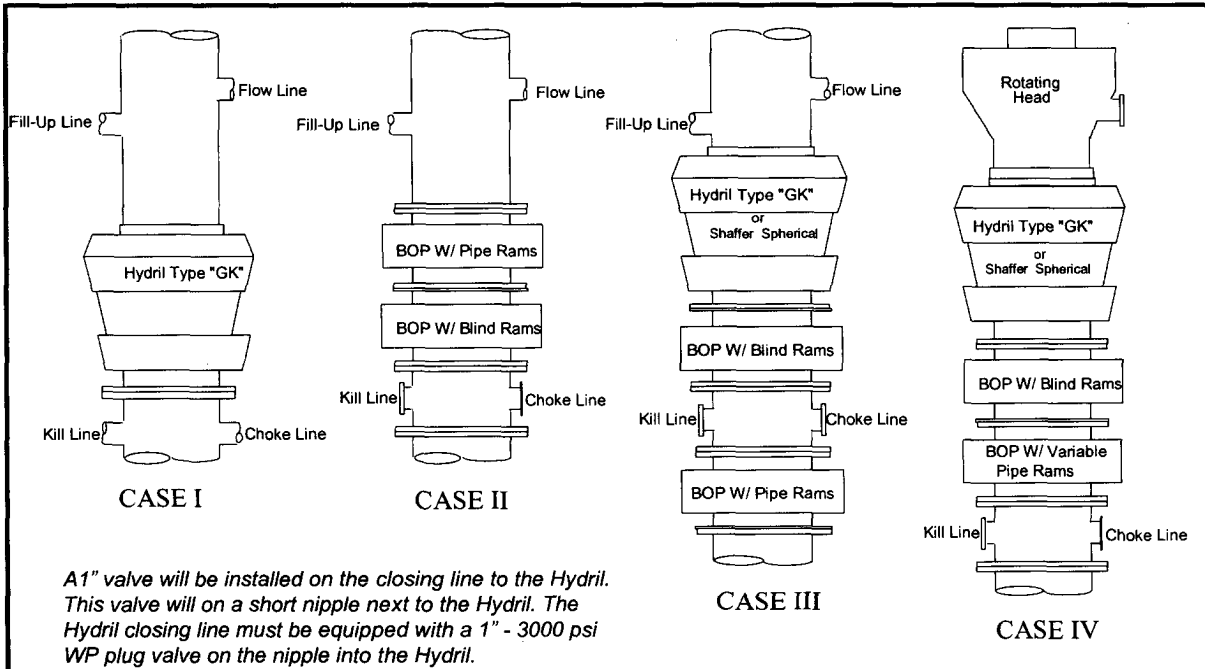 Flow Line
Fill-Up Line
Hydril Type "GK"
Kill Line
Choke Line
CASE I
Flow Line
Fill-Up Line
BOP W/ Pipe Rams
BOP W/ Blind Rams
Kill Line
Choke Line
CASE II
Flow Line
Fill-Up Line
Hydril Type "GK"
or
Shaffer Spherical
BOP W/ Blind Rams
Kill Line
Choke Line
BOP W/ Pipe Rams
CASE III
Rotating
Head
Hydril Type "GK"
or
Shaffer Spherical
BOP W/ Blind Rams
BOP W/ Variable
Pipe Rams
Kill Line
Choke Line
CASE IV
A1" valve will be installed on the closing line to the Hydril.
This valve will on a short nipple next to the Hydril. The
Hydril closing line must be equipped with a 1" - 3000 psi
WP plug valve on the nipple into the Hydril.